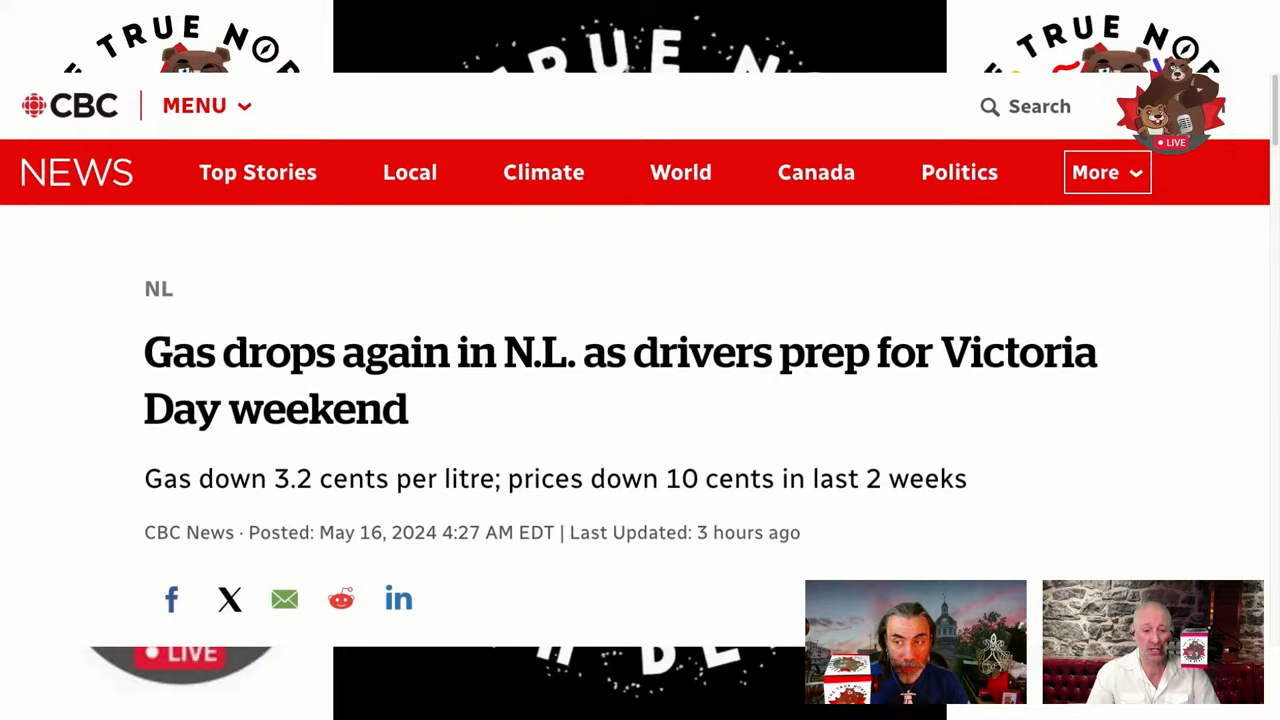 TRUE NOR
RUE N
TRUE NO
CBC
MENU
Search
LIVE
NEWS
Top Stories
Local
Climate
World
Canada
Politics
More
NL
Gas drops again in N.L. as drivers prep for Victoria
Day weekend
Gas down 3.2 cents per litre; prices down 10 cents in last 2 weeks
CBC News · Posted: May 16, 2024 4:27 AM EDT | Last Updated: 3 hours ago
f
X
in
LIVE